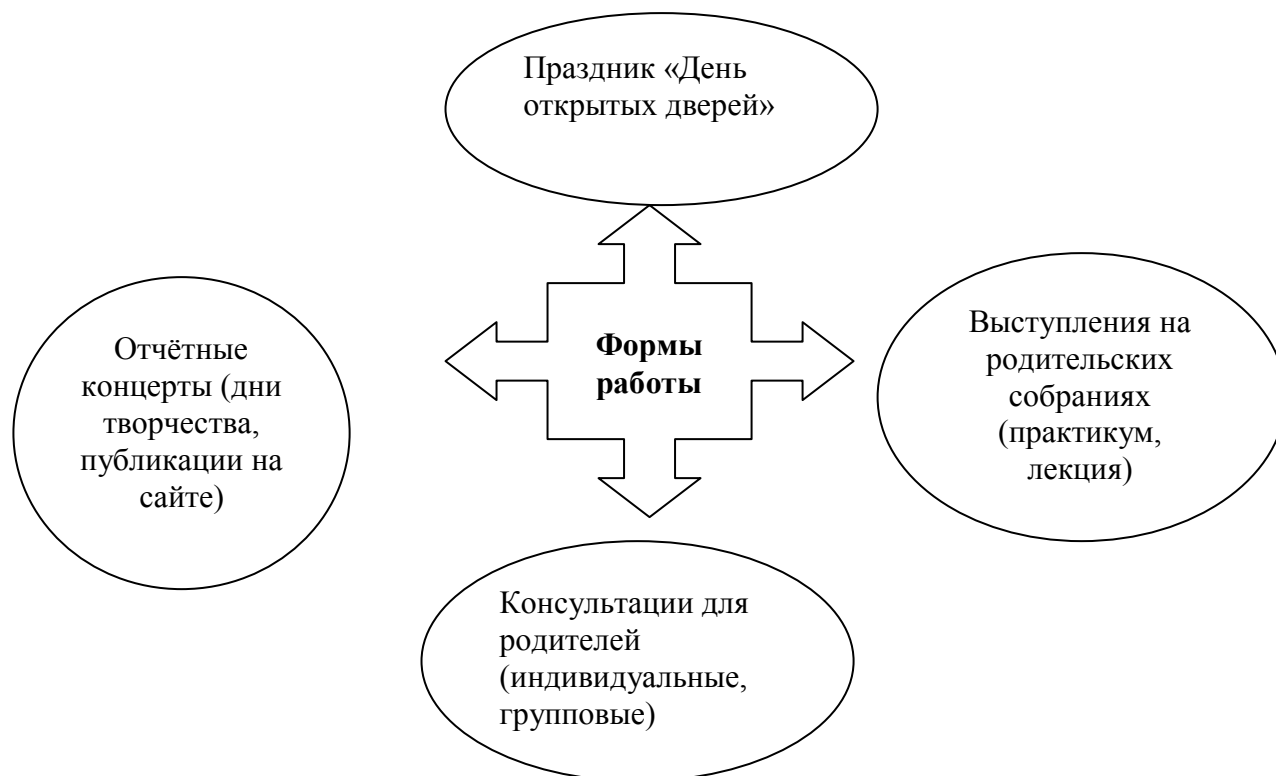 Праздник «День
открытых дверей»
Отчётные
концерты (дни
творчества,
публикации на
сайте)
Формы
работы
Выступления на
родительских
собраниях
(практикум,
лекция)
Консультации для
родителей
(индивидуальные,
групповые)